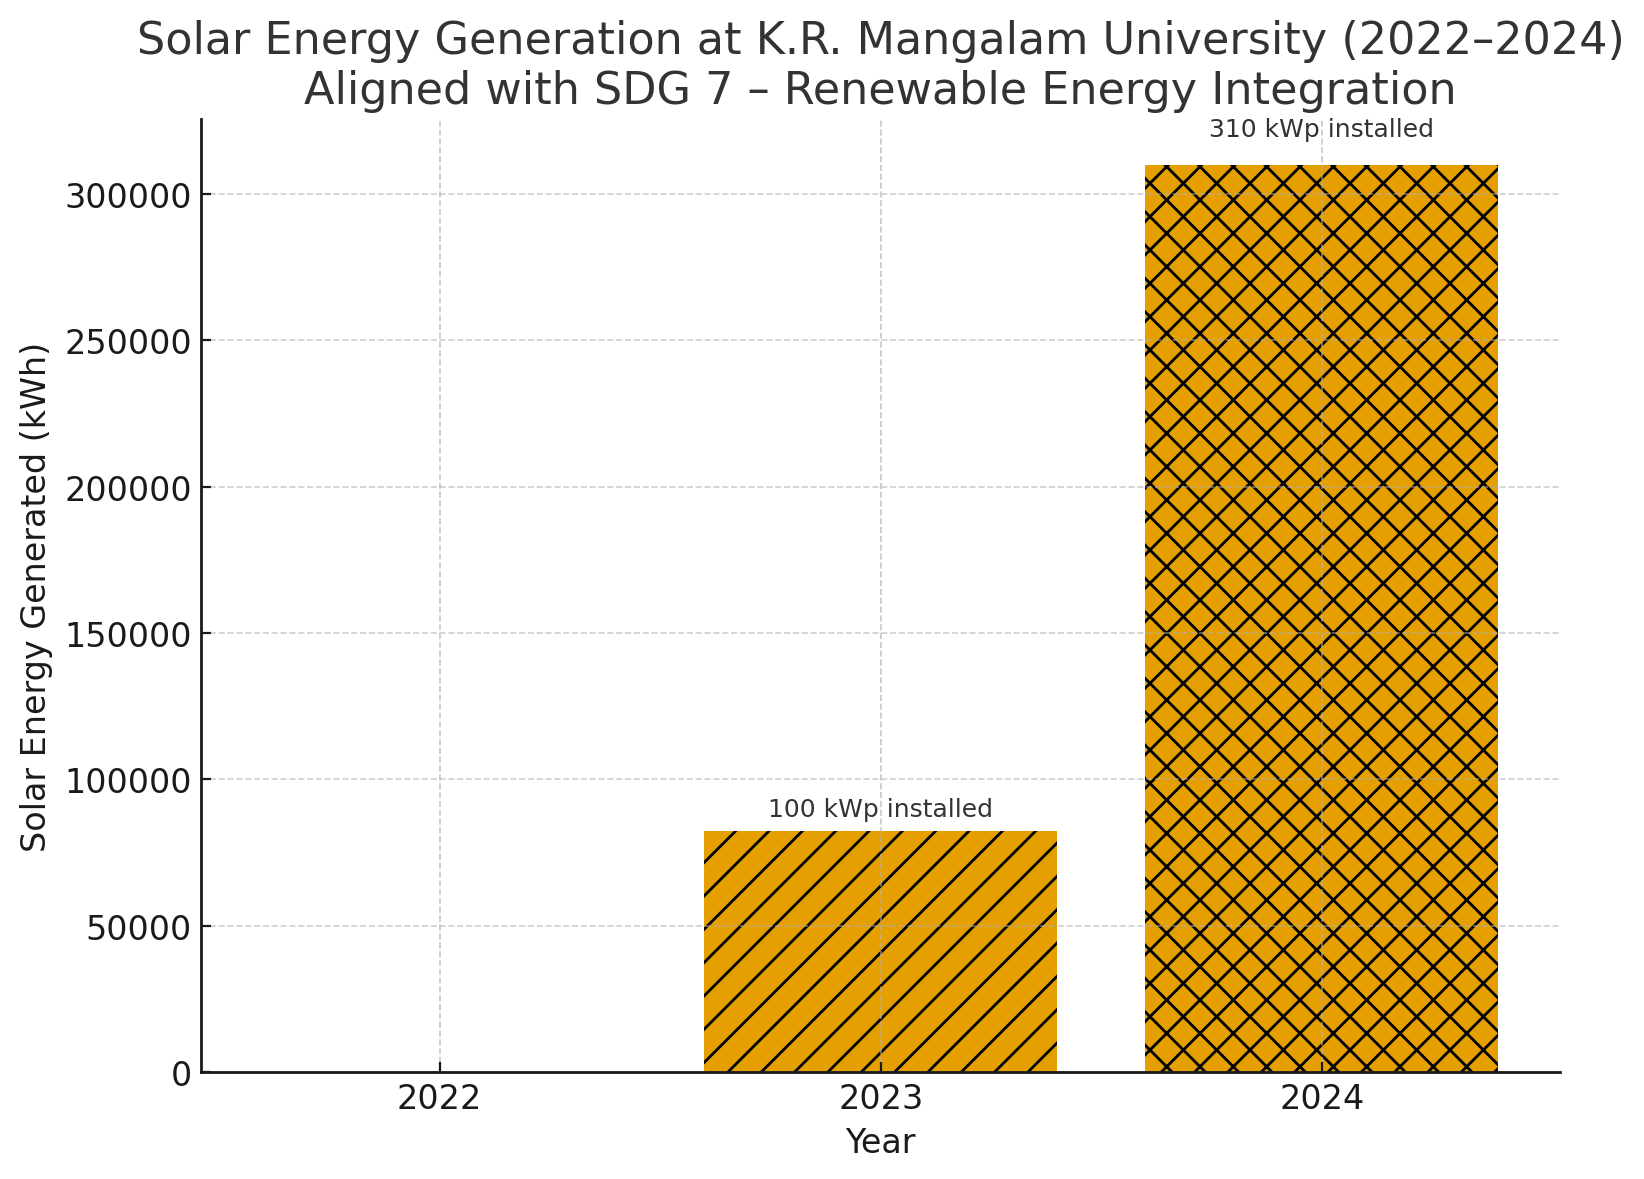 Solar Energy Generation at K.R. Mangalam University (2022–2024)
Aligned with SDG 7 – Renewable Energy Integration
310 kWp installed
100 kWp installed
Solar Energy Generated (kWh)
300000
250000
200000
150000
100000
50000
0
2022
2023
2024
Year